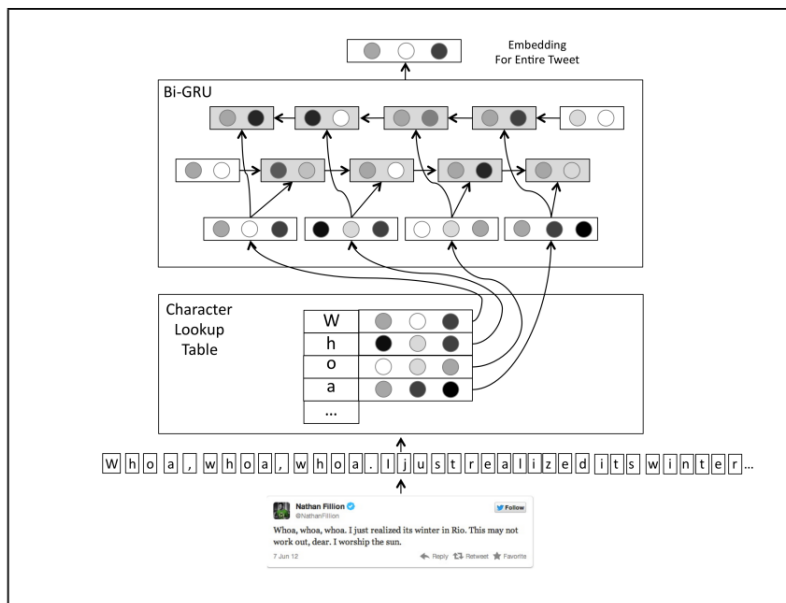 Embedding
For Entire Tweet
Bi-GRU
Character
Lookup
Table
W
h
o
a
...
W h o a , w h o a , w h o a . I j u s t r e a l i z e d i t s w i n t e r ...
Nathan Fillion
@NathanFillion
Follow
Whoa, whoa, whoa. I just realized its winter in Rio. This may not
work out, dear. I worship the sun.
7 Jun 12 Reply Retweet Favorite